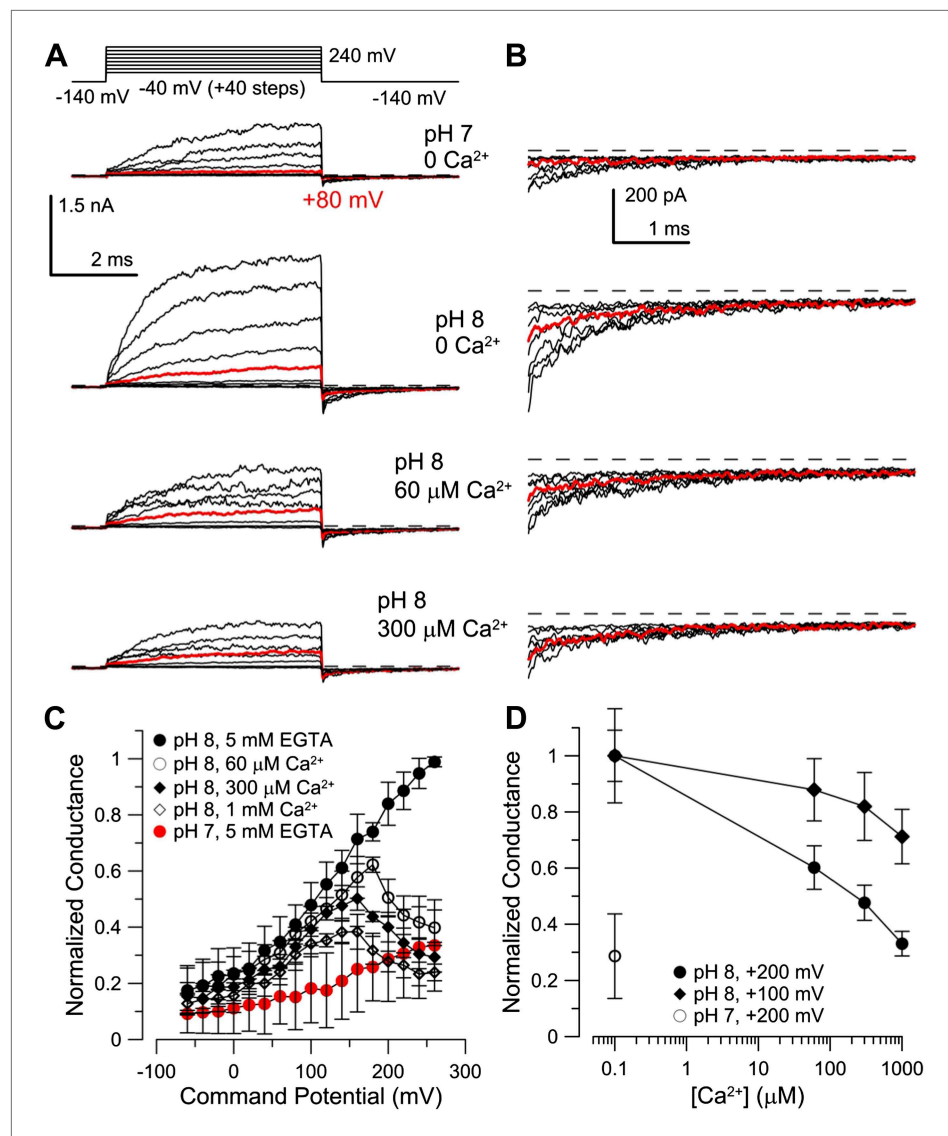 A
240 mV
-40 mV (+40 steps)
-140 mV
-140 mV
pH 7
0 Ca²⁺
+80 mV
1.5 nA
2 ms
pH 8
0 Ca²⁺
pH 8
60 µM Ca²⁺
pH 8
300 µM Ca²⁺
B
200 pA
1 ms
C
pH 8, 5 mM EGTA
pH 8, 60 µM Ca²⁺
pH 8, 300 µM Ca²⁺
pH 8, 1 mM Ca²⁺
pH 7, 5 mM EGTA
Normalized Conductance
1
0.8
0.6
0.4
0.2
0
-100
0
100
200
300
Command Potential (mV)
D
Normalized Conductance
1
0.8
0.6
0.4
0.2
0
pH 8, +200 mV
pH 8, +100 mV
pH 7, +200 mV
0.1
1
10
100
1000
[Ca²⁺] (µM)